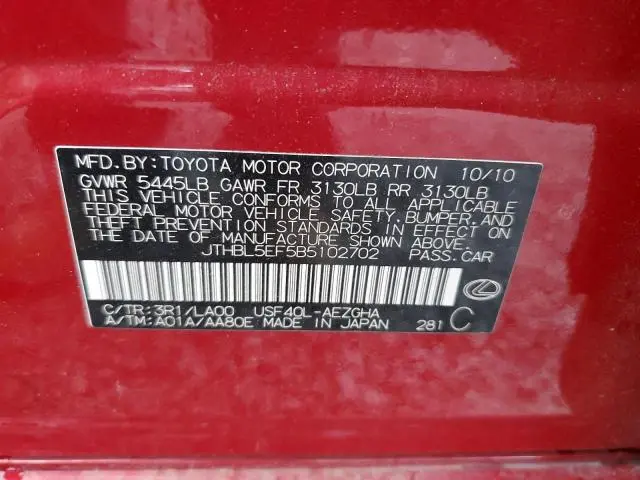 MFD.BY:TOYOTA MOTOR CORPORATION 10/10
GVWR 5445LB GAWR FR 3130LB RR 3130LB
THIS VEHICLE CONFORMS TO ALL APPLICABLE
FEDERAL MOTOR VEHICLE SAFETY,BUMPER,AND
THEFT PREVENTION STANDARDS IN EFFECT ON
THE DATE OF MANUFACTURE SHOWN ABOVE.
JTHBL5EF5B5102702 PASS.CAR
C/TR:3R1/LA00 USF40L-AEZGHA
A/TM:A01A/AA80E MADE IN JAPAN 281 C